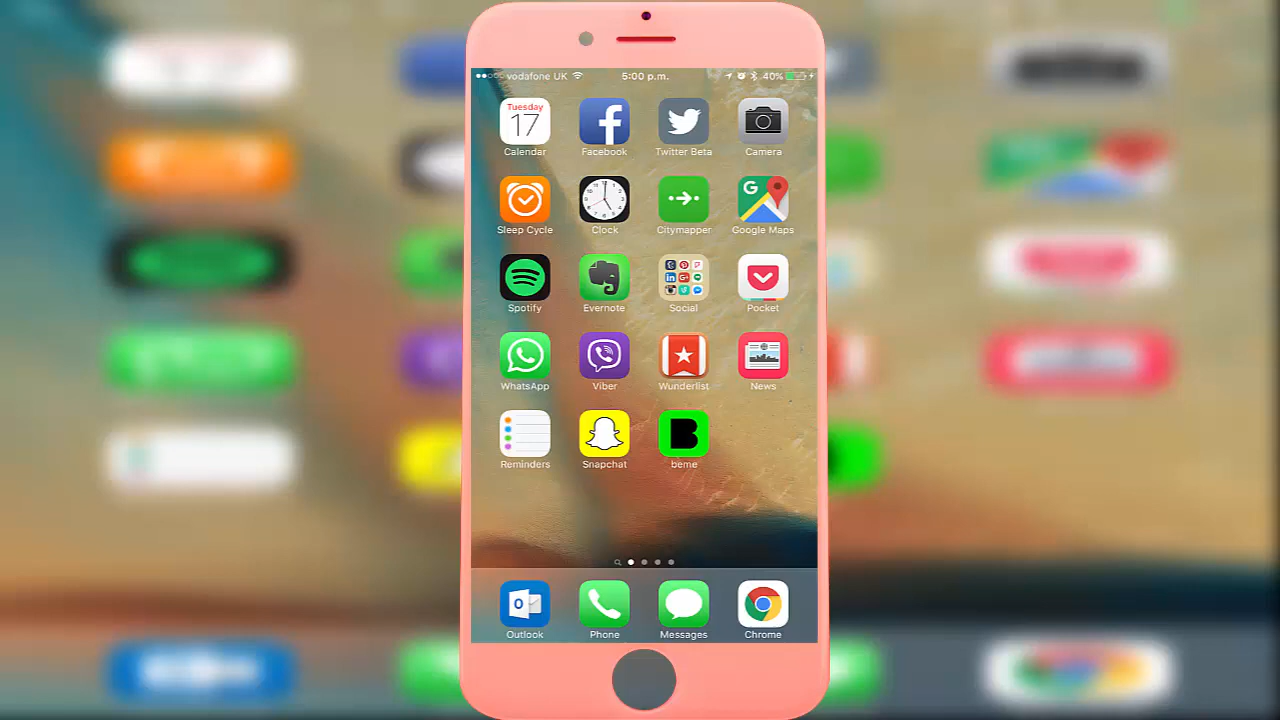 vodafone UK 5:00 p.m. 40%
Tuesday
17
Calendar Facebook Twitter Beta Camera
G
Sleep Cycle Clock Citymapper Google Maps
Spotify Evernote Social Pocket
WhatsApp Viber Wunderlist News
B
Reminders Snapchat beme
O
Outlook Phone Messages Chrome